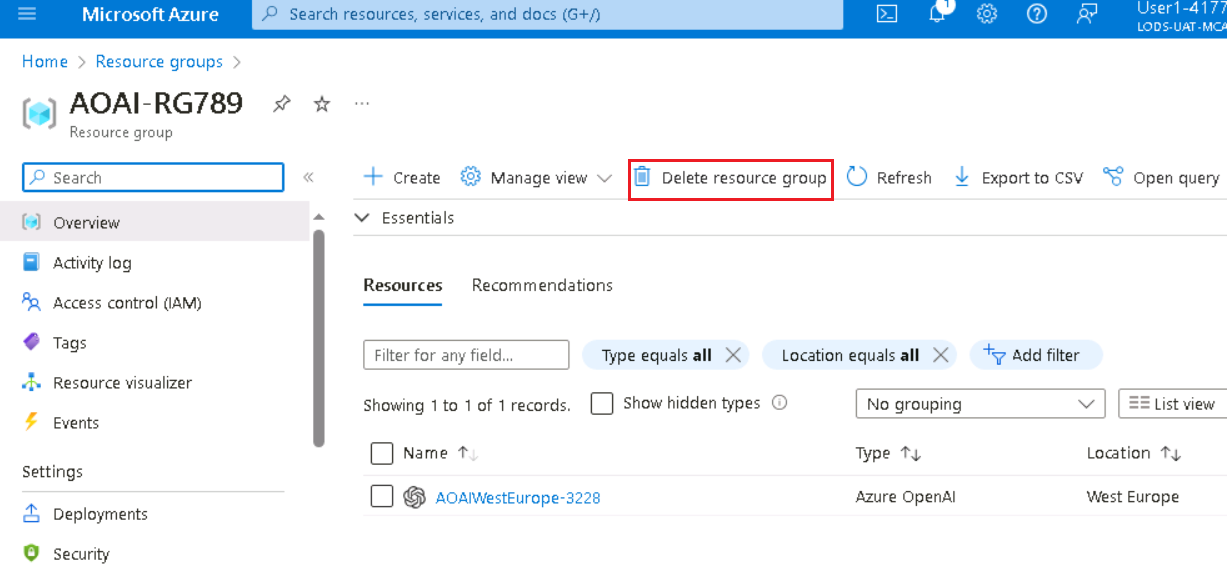 Microsoft Azure
Search resources, services, and docs (G+/)
1
User1-4177
LODS-UAT-MCA
Home > Resource groups >
AOAI-RG789
Resource group
Search
Create
Manage view
Delete resource group
Refresh
Export to CSV
Open query
Essentials
Overview
Activity log
Access control (IAM)
Tags
Resource visualizer
Events
Settings
Deployments
Security
Resources
Recommendations
Filter for any field...
Type equals all
Location equals all
Add filter
Showing 1 to 1 of 1 records.
Show hidden types
No grouping
List view
Name
Type
Location
AOAIWestEurope-3228
Azure OpenAI
West Europe